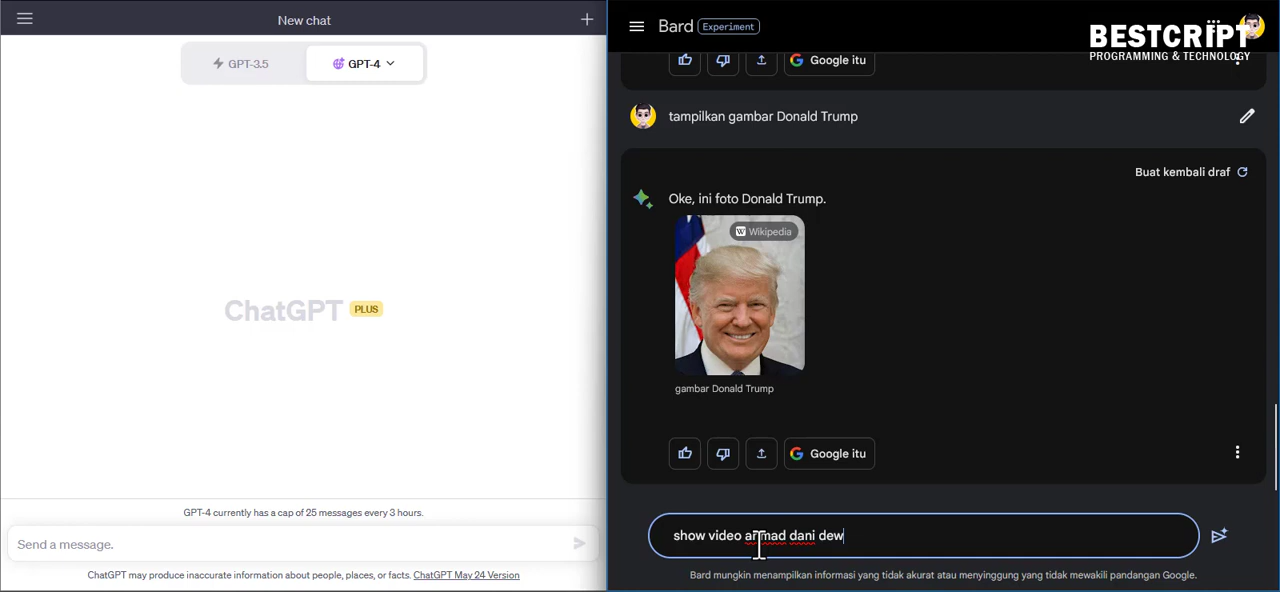 New chat
GPT-3.5
GPT-4
ChatGPT PLUS
GPT-4 currently has a cap of 25 messages every 3 hours.
Send a message.
ChatGPT may produce inaccurate information about people, places, or facts. ChatGPT May 24 Version
Bard Experiment
BESTCRIPT
PROGRAMMING & TECHNOLOGY
Google itu
tampilkan gambar Donald Trump
Buat kembali draf
Oke, ini foto Donald Trump.
W Wikipedia
gambar Donald Trump
Google itu
show video dani dew
Bard mungkin menampilkan informasi yang tidak akurat atau menyinggung yang tidak mewakili pandangan Google.